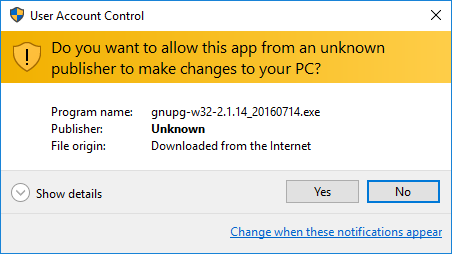 User Account Control
Do you want to allow this app from an unknown
publisher to make changes to your PC?
Program name: gnupg-w32-2.1.14_20160714.exe
Publisher: Unknown
File origin: Downloaded from the Internet
Show details
Yes
No
Change when these notifications appear